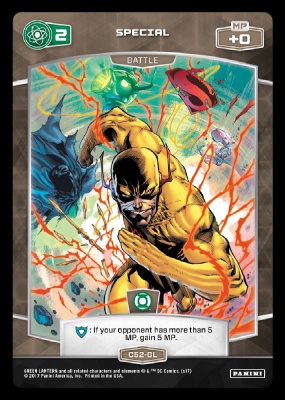 2
SPECIAL
MP
+0
BATTLE
: If your opponent has more than 5
MP, gain 5 MP.
C52-GL
GREEN LANTERN and all related characters and elements © & ™ DC Comics. (s17)
© 2017 Panini America, Inc. Printed in the USA.
PANINI